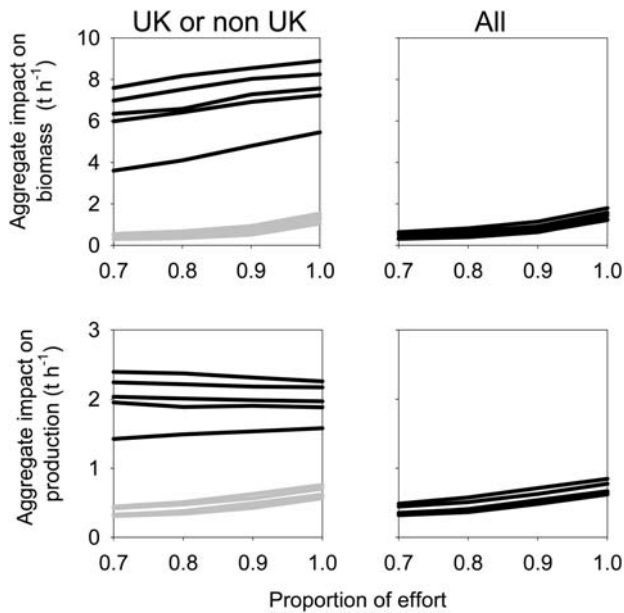 UK or non UK
All
Aggregate impact on
biomass (t h-1)
10
8
6
4
2
0
0.7 0.8 0.9 1.0
0.7 0.8 0.9 1.0
Aggregate impact on
production (t h-1)
3
2
1
0
0.7 0.8 0.9 1.0
0.7 0.8 0.9 1.0
Proportion of effort